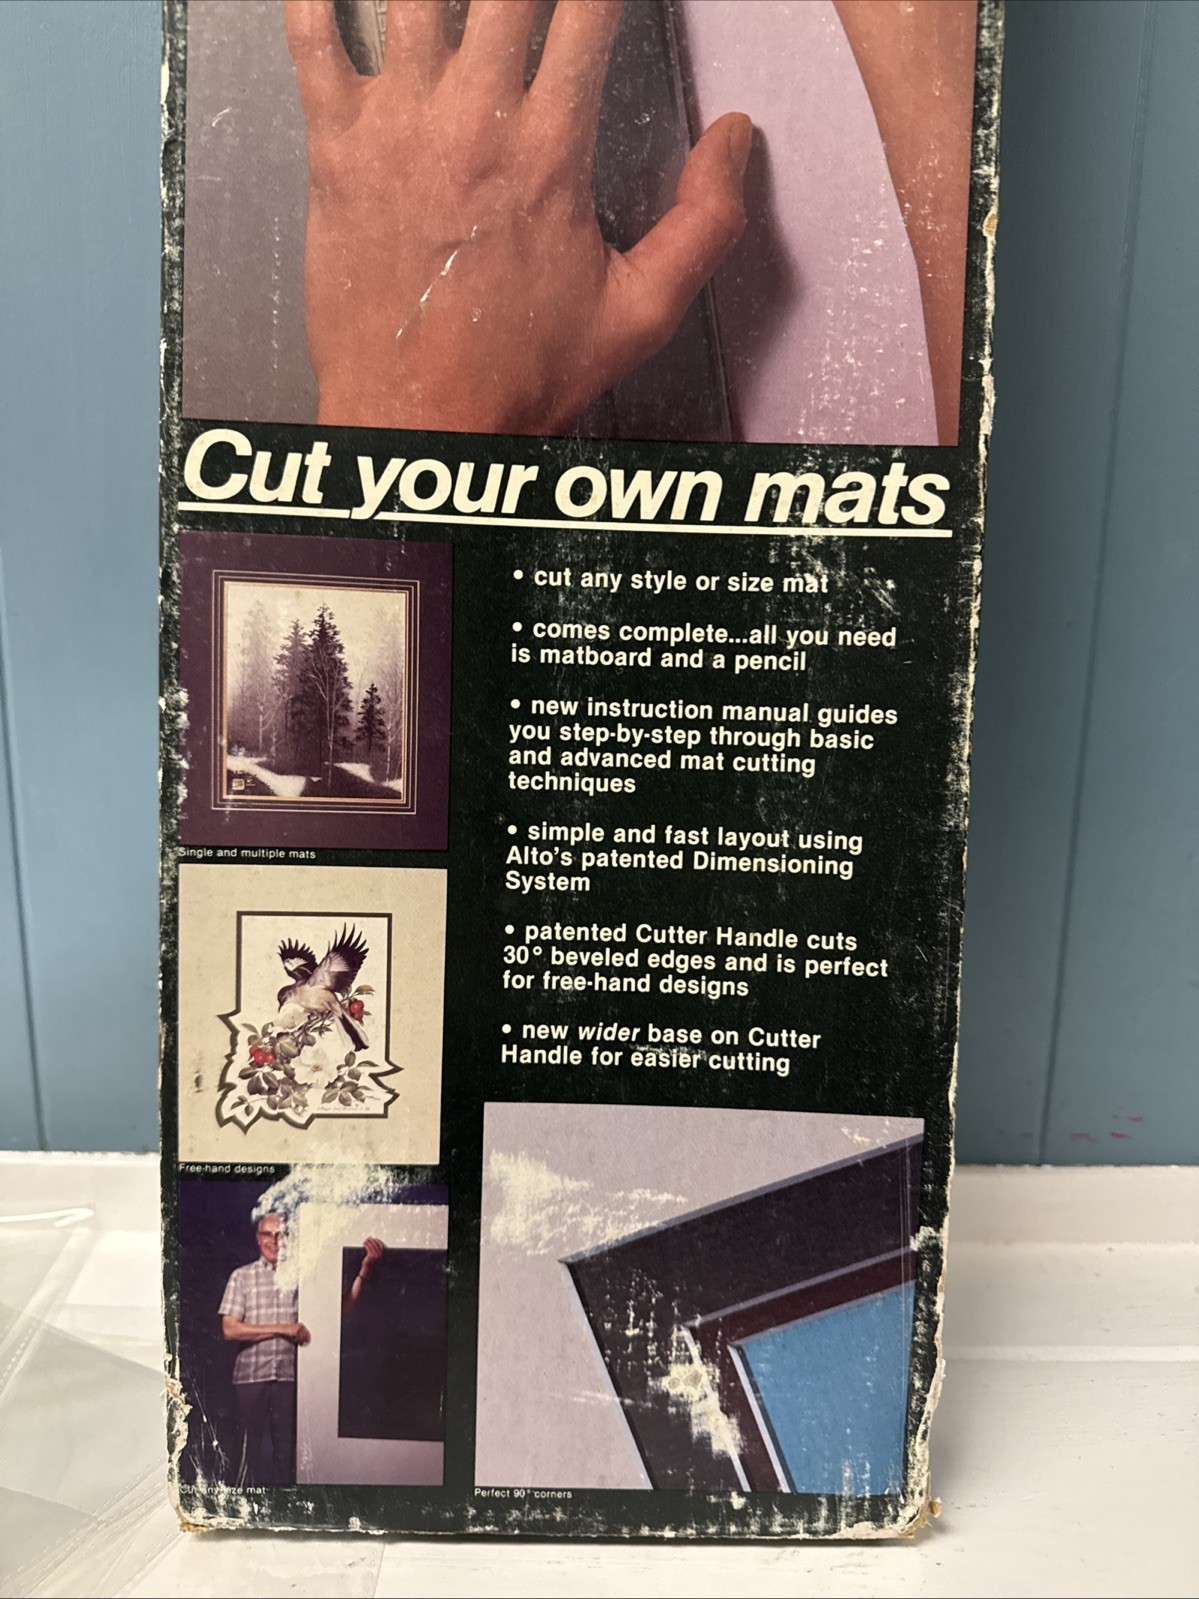 Cut your own mats
• cut any style or size mat
• comes complete...all you need
is matboard and a pencil
• new instruction manual guides
you step-by-step through basic
and advanced mat cutting
techniques
• simple and fast layout using
Alto's patented Dimensioning
System
• patented Cutter Handle cuts
30° beveled edges and is perfect
for free-hand designs
• new wider base on Cutter
Handle for easier cutting
Single and multiple mats
Free-hand designs
Cut any size mat
Perfect 90° corners